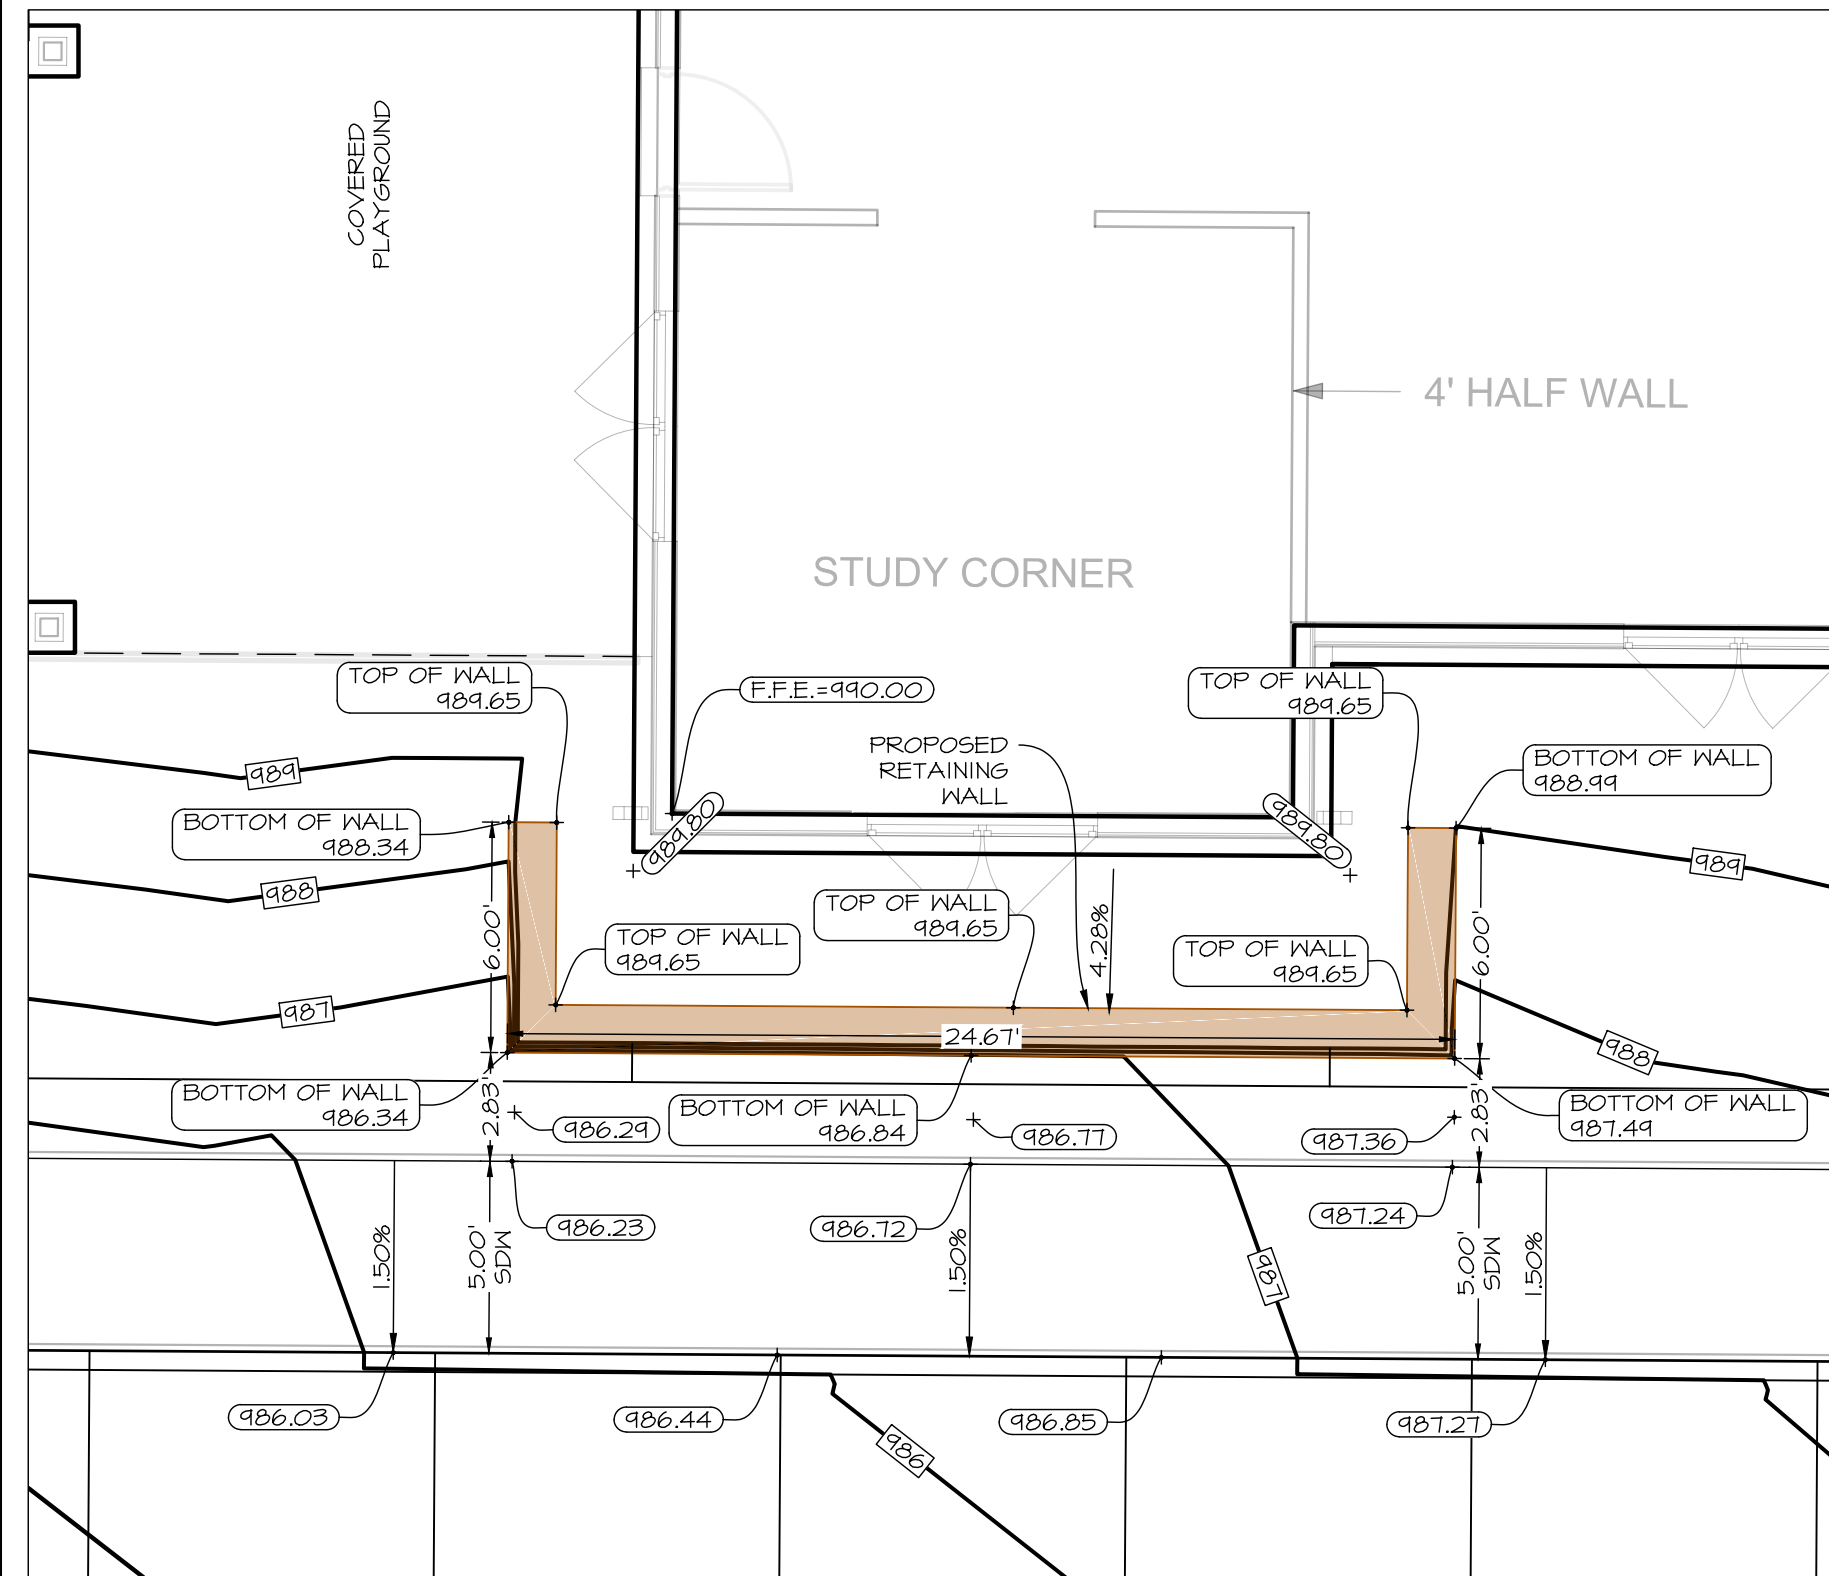 COVERED
PLAYGROUND
4' HALF WALL
STUDY CORNER
TOP OF WALL
989.65
F.F.E.=990.00
TOP OF WALL
989.65
PROPOSED
RETAINING
WALL
BOTTOM OF WALL
988.99
989
BOTTOM OF WALL
988.34
989.80
989.80
989
988
TOP OF WALL
989.65
TOP OF WALL
989.65
6.00'
4.28%
TOP OF WALL
989.65
6.00'
987
24.67'
988
BOTTOM OF WALL
986.34
2.83'
986.29
BOTTOM OF WALL
986.84
986.77
987.36
2.83'
BOTTOM OF WALL
987.49
986.23
986.72
987.24
1.50%
5.00'
SDW
1.50%
987
5.00'
SDW
1.50%
986.03
986.44
986.85
987.27
986